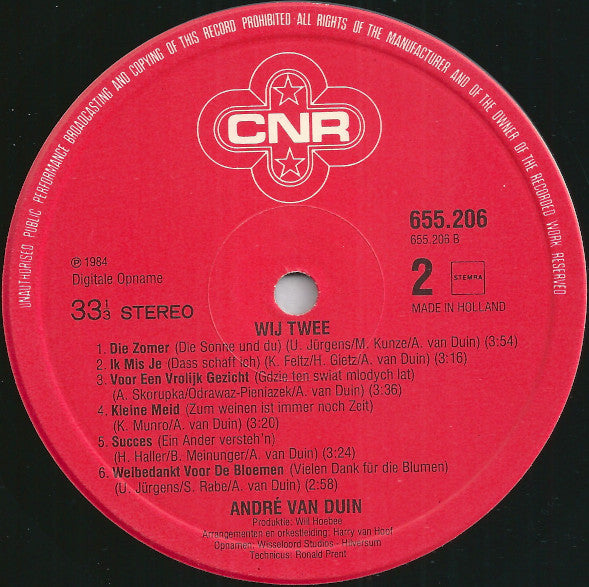 UNAUTHORISED PUBLIC PERFORMANCE BROADCASTING AND COPYING OF THIS RECORD PROHIBITED ALL RIGHTS OF THE MANUFACTURER AND OF THE OWNER OF THE RECORDED WORK RESERVED
CNR
655.206
655.206 B
℗ 1984
Digitale Opname
2
STEMRA
33⅓ STEREO
MADE IN HOLLAND
WIJ TWEE
1. Die Zomer (Die Sonne und du) (U. Jürgens/M. Kunze/A. van Duin) (3:54)
2. Ik Mis Je (Dass schaff ich) (K. Feltz/H. Gietz/A. van Duin) (3:16)
3. Voor Een Vrolijk Gezicht (Gdzie ten swiat miodych lat)
(A. Skorupka/Odrawaz-Pieniazek/A. van Duin) (3:36)
4. Kleine Meid (Zum weinen ist immer noch Zeit)
(K. Munro/A. van Duin) (3:20)
5. Succes (Ein Ander versteh'n)
(H. Haller/B. Meinunger/A. van Duin) (3:24)
6. Welbedankt Voor De Bloemen (Vielen Dank für die Blumen)
(U. Jürgens/S. Rabe/A. van Duin) (2:58)
ANDRÉ VAN DUIN
Produktie: Will Hoebee
Arrangementen en orkestleiding: Harry van Hoof
Opnamen: Wisseloord Studios - Hilversum
Technicus: Ronald Prent